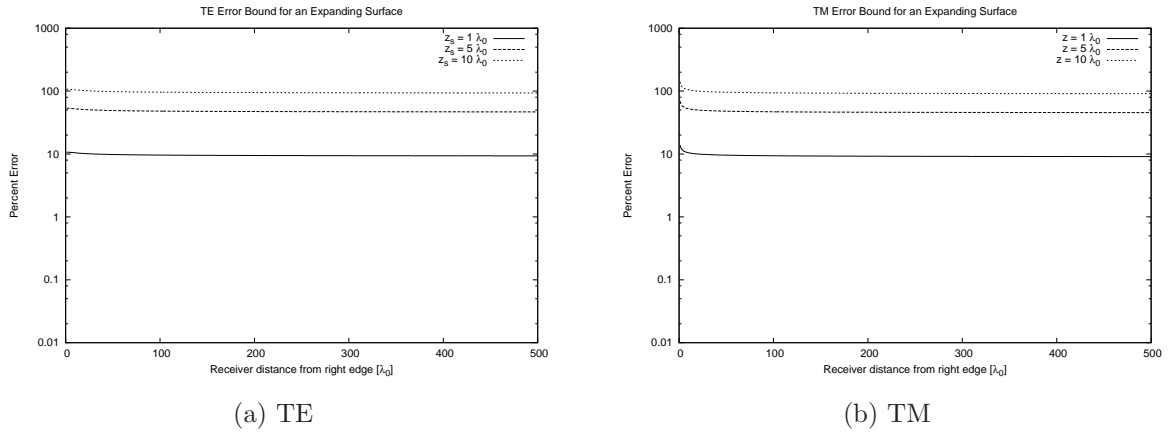 TE Error Bound for an Expanding Surface
1000
100
10
1
0.1
0.01
Percent Error
z_s = 1 λ_0
z_s = 5 λ_0
z_s = 10 λ_0
0 100 200 300 400 500
Receiver distance from right edge [λ_0]
(a) TE
TM Error Bound for an Expanding Surface
1000
100
10
1
0.1
0.01
Percent Error
z = 1 λ_0
z = 5 λ_0
z = 10 λ_0
0 100 200 300 400 500
Receiver distance from right edge [λ_0]
(b) TM